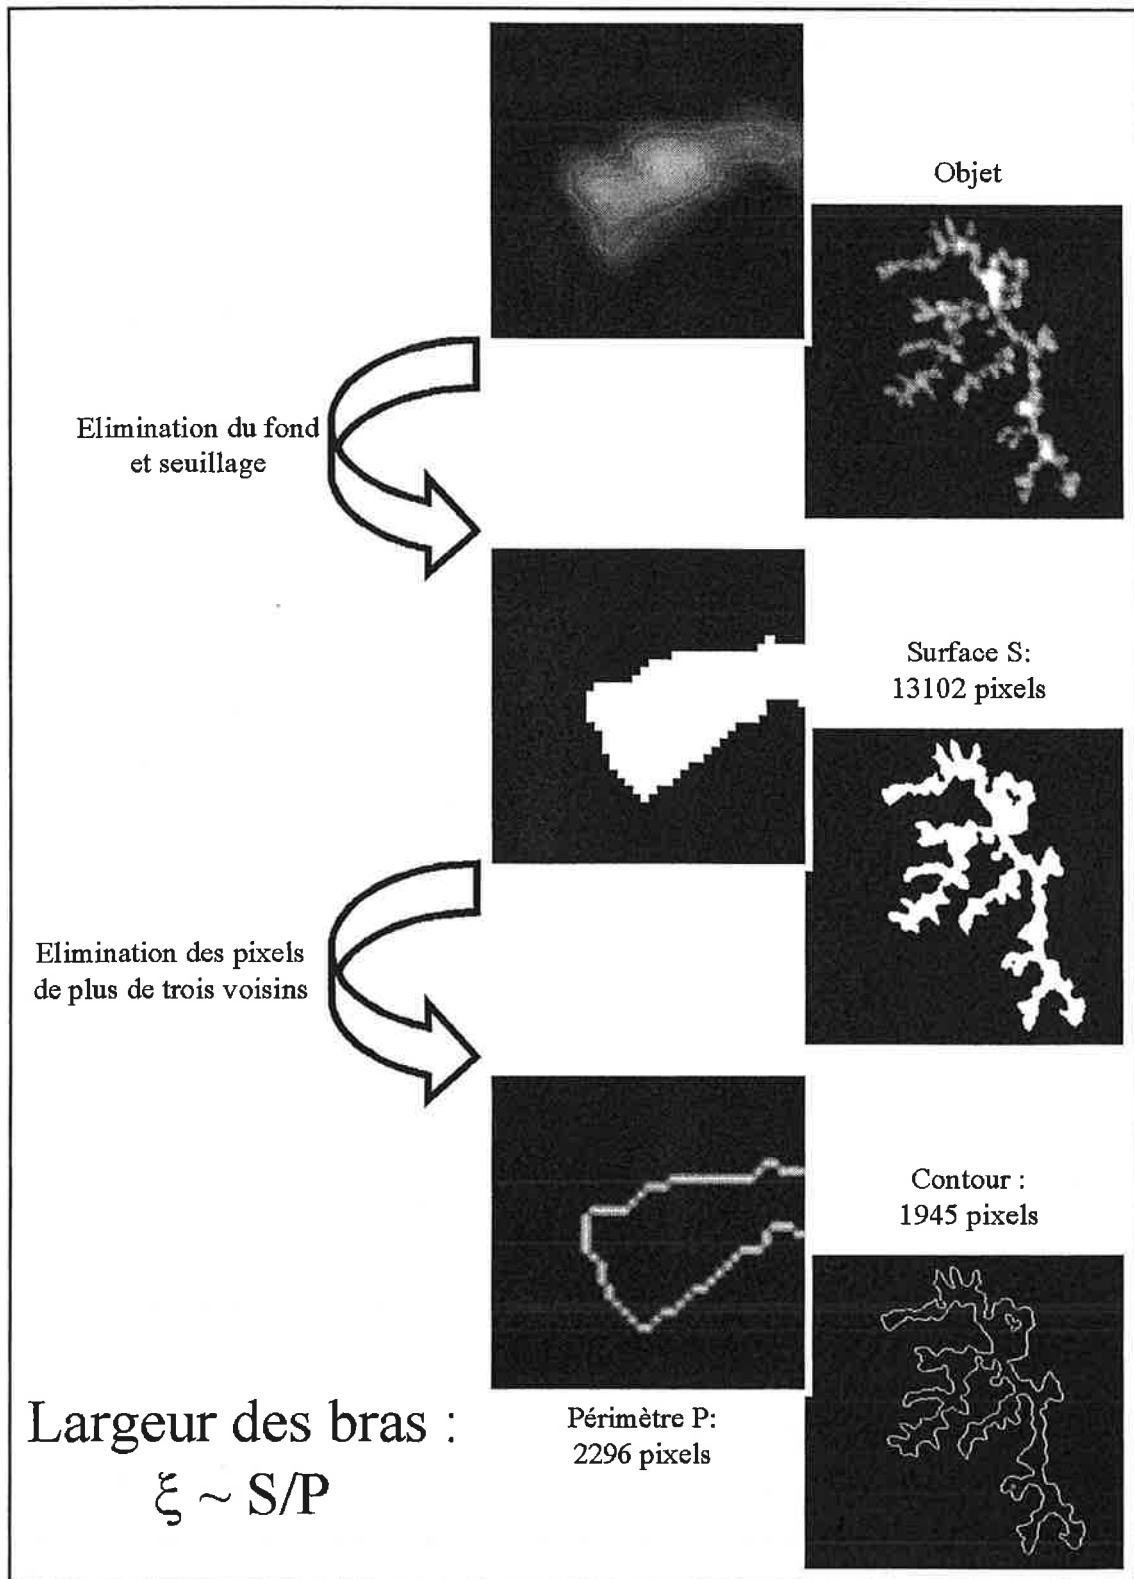 Objet
Elimination du fond
et seuillage
Surface S:
13102 pixels
Elimination des pixels
de plus de trois voisins
Contour :
1945 pixels
Largeur des bras :
ξ ~ S/P
Périmètre P:
2296 pixels